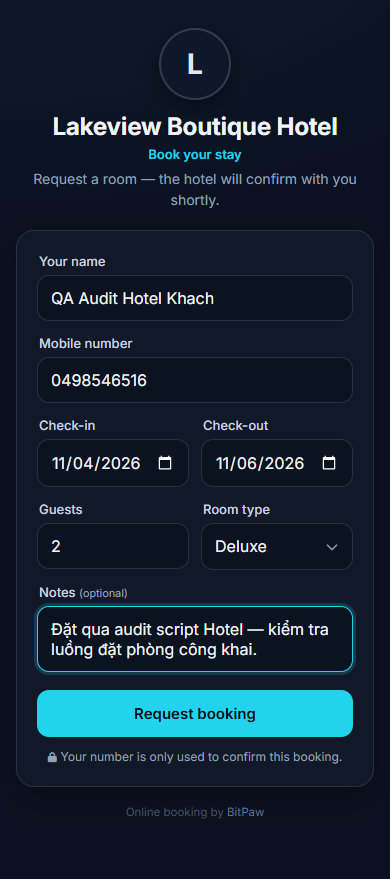 L
Lakeview Boutique Hotel
Book your stay
Request a room — the hotel will confirm with you
shortly.
Your name
QA Audit Hotel Khach
Mobile number
0498546516
Check-in
Check-out
11/04/2026
11/06/2026
Guests
Room type
2
Deluxe
Notes (optional)
Đặt qua audit script Hotel — kiểm tra
luồng đặt phòng công khai.
Request booking
Your number is only used to confirm this booking.
Online booking by BitPaw